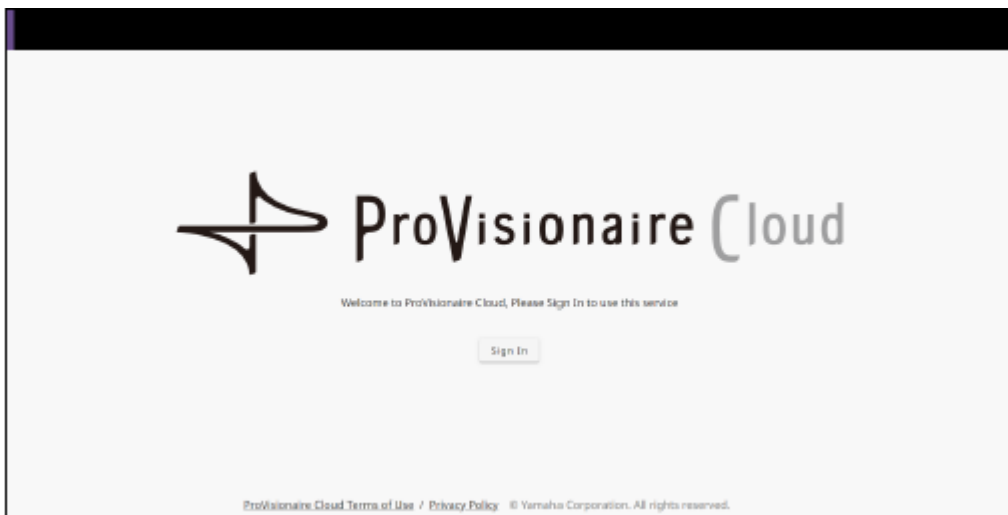 ProVisionaire Cloud
Welcome to ProVisionaire Cloud, Please Sign In to use this service
Sign In
ProVisionaire Cloud Terms of Use / Privacy Policy © Yamaha Corporation. All rights reserved.